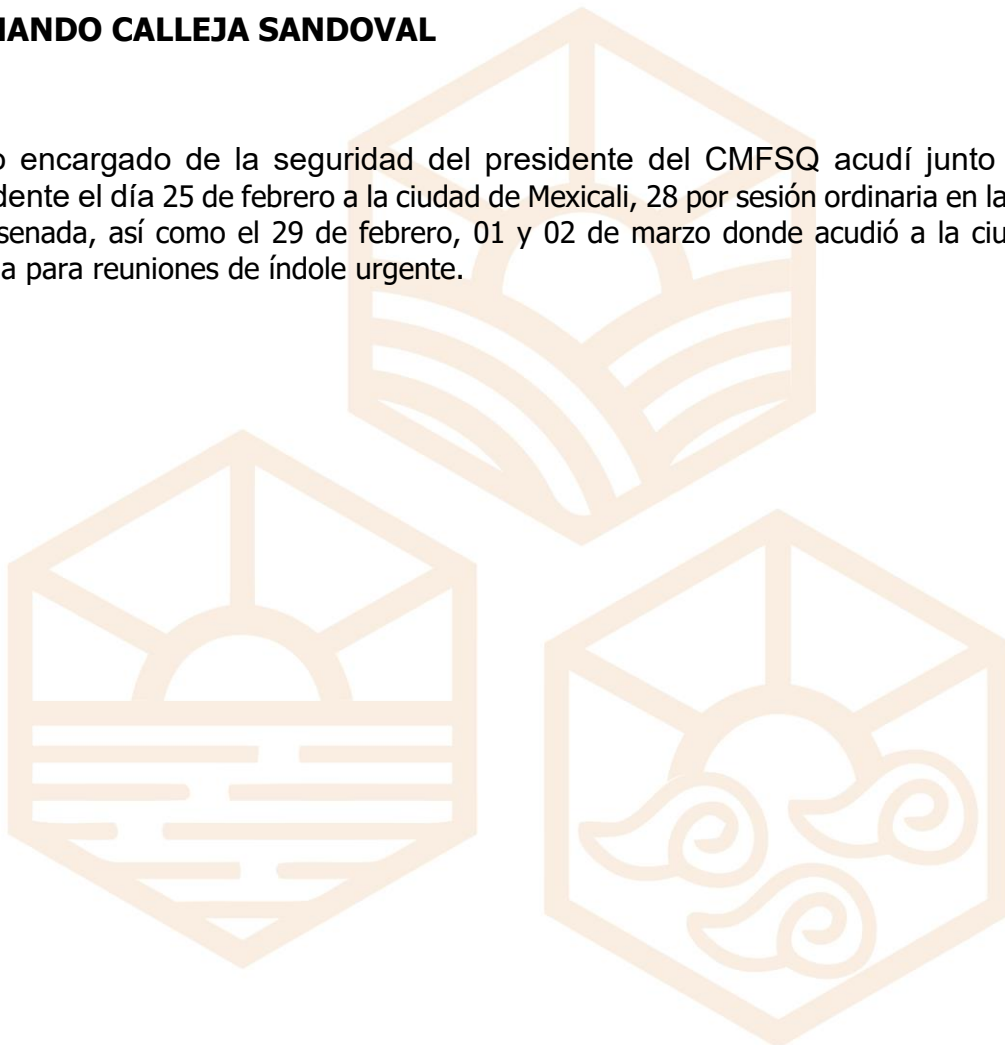 ANDO CALLEJA SANDOVAL
o encargado de la seguridad del presidente del CMFSQ acudí junto
dente el día 25 de febrero a la ciudad de Mexicali, 28 por sesión ordinaria en la
senada, así como el 29 de febrero, 01 y 02 de marzo donde acudió a la ciu
a para reuniones de índole urgente.